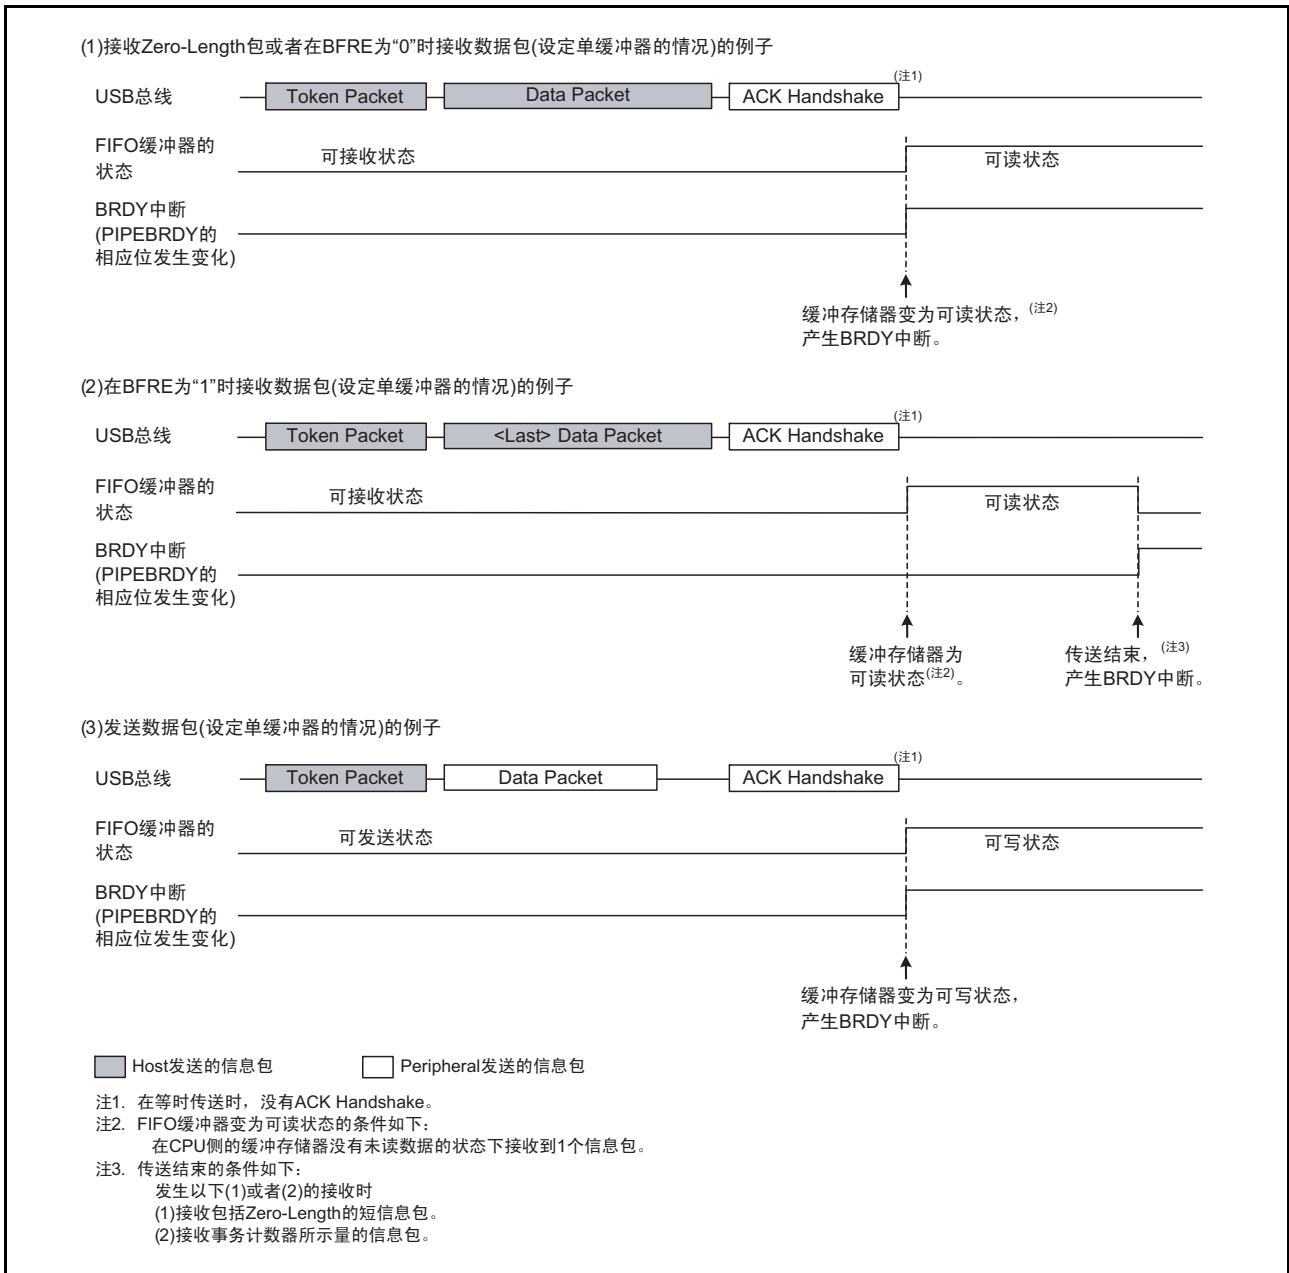 (1)接收Zero-Length包或者在BFRE为“0”时接收数据包(设定单缓冲器的情况)的例子
USB总线
Token Packet
Data Packet
ACK Handshake
(注1)
FIFO缓冲器的
状态
可接收状态
可读状态
BRDY中断
(PIPEBRDY的
相应位发生变化)
缓冲存储器变为可读状态，(注2)
产生BRDY中断。
(2)在BFRE为“1”时接收数据包(设定单缓冲器的情况)的例子
USB总线
Token Packet
<Last> Data Packet
ACK Handshake
(注1)
FIFO缓冲器的
状态
可接收状态
可读状态
BRDY中断
(PIPEBRDY的
相应位发生变化)
缓冲存储器为
可读状态(注2)。
传送结束，(注3)
产生BRDY中断。
(3)发送数据包(设定单缓冲器的情况)的例子
USB总线
Token Packet
Data Packet
ACK Handshake
(注1)
FIFO缓冲器的
状态
可发送状态
可写状态
BRDY中断
(PIPEBRDY的
相应位发生变化)
缓冲存储器变为可写状态，
产生BRDY中断。
Host发送的信息包
Peripheral发送的信息包
注1. 在等时传送时，没有ACK Handshake。
注2. FIFO缓冲器变为可读状态的条件如下：
在CPU侧的缓冲存储器没有未读数据的状态下接收到1个信息包。
注3. 传送结束的条件如下：
发生以下(1)或者(2)的接收时
(1)接收包括Zero-Length的短信息包。
(2)接收事务计数器所示量的信息包。